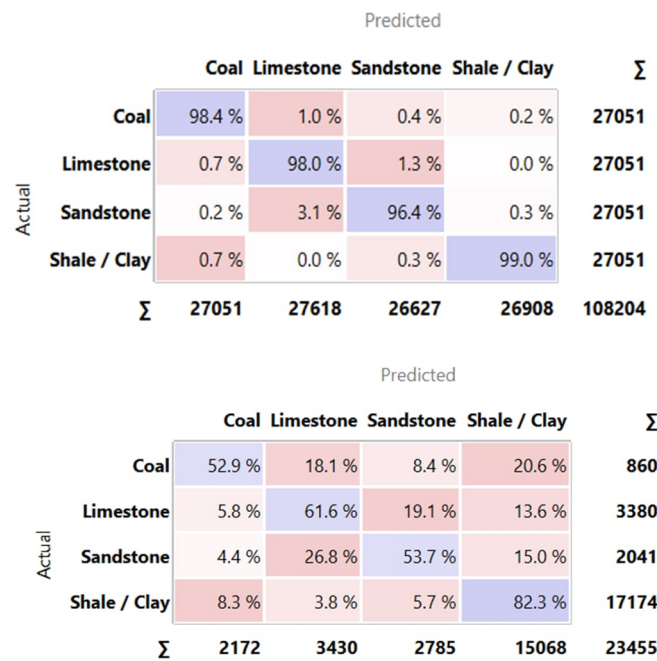 Predicted
Coal Limestone Sandstone Shale / Clay Σ
Coal 98.4 % 1.0 % 0.4 % 0.2 % 27051
Limestone 0.7 % 98.0 % 1.3 % 0.0 % 27051
Actual
Sandstone 0.2 % 3.1 % 96.4 % 0.3 % 27051
Shale / Clay 0.7 % 0.0 % 0.3 % 99.0 % 27051
Σ 27051 27618 26627 26908 108204
Predicted
Coal Limestone Sandstone Shale / Clay Σ
Coal 52.9 % 18.1 % 8.4 % 20.6 % 860
Limestone 5.8 % 61.6 % 19.1 % 13.6 % 3380
Actual
Sandstone 4.4 % 26.8 % 53.7 % 15.0 % 2041
Shale / Clay 8.3 % 3.8 % 5.7 % 82.3 % 17174
Σ 2172 3430 2785 15068 23455